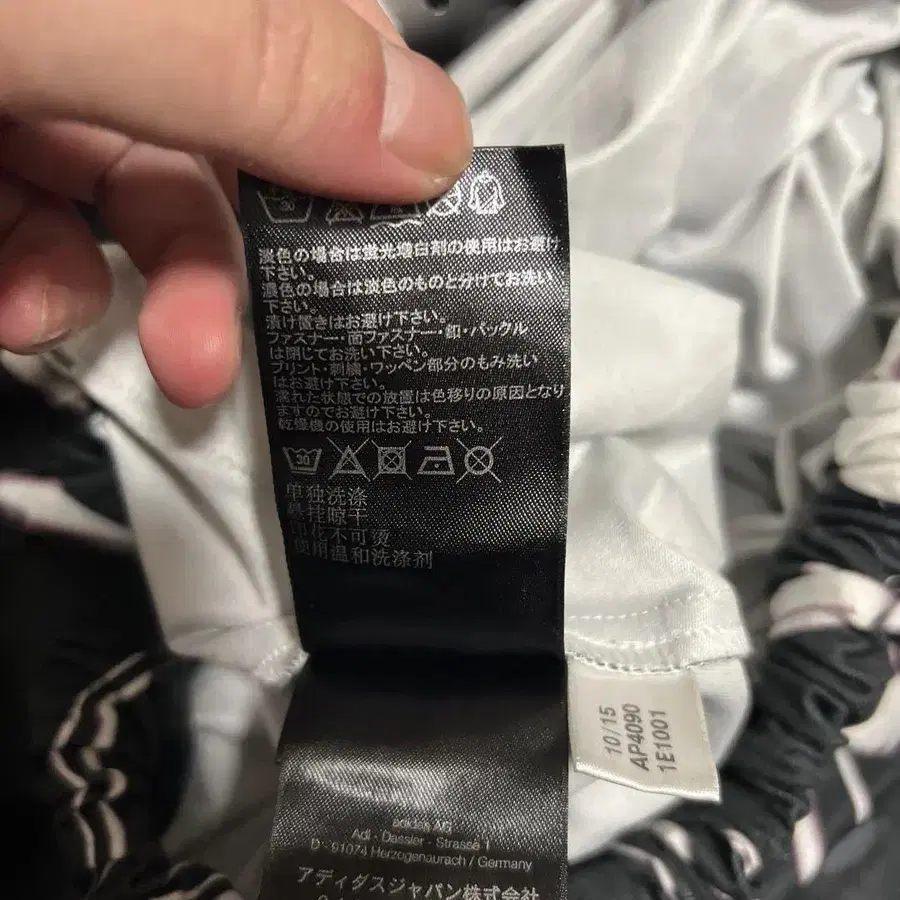 30
淡色の場合は蛍光増白剤の使用はお避け
下さい。
濃色の場合は淡色のものと分けてお洗い
下さい。
漬け置きはお避け下さい。
ファスナー・面ファスナー・釦・バックル
は閉じてお洗い下さい。
プリント・刺繍・ワッペン部分のもみ洗い
はお避け下さい。
濡れた状態での放置は色移りの原因となり
ますのでお避け下さい。
乾燥機の使用はお避け下さい。
30
单独洗涤
悬挂晾干
印花不可烫
使用温和洗涤剂
10/15
AP4090
1E1001
adidas AG
Adi - Dassler - Strasse 1
D - 91074 Herzogenaurach / Germany
アディダスジャパン株式会社